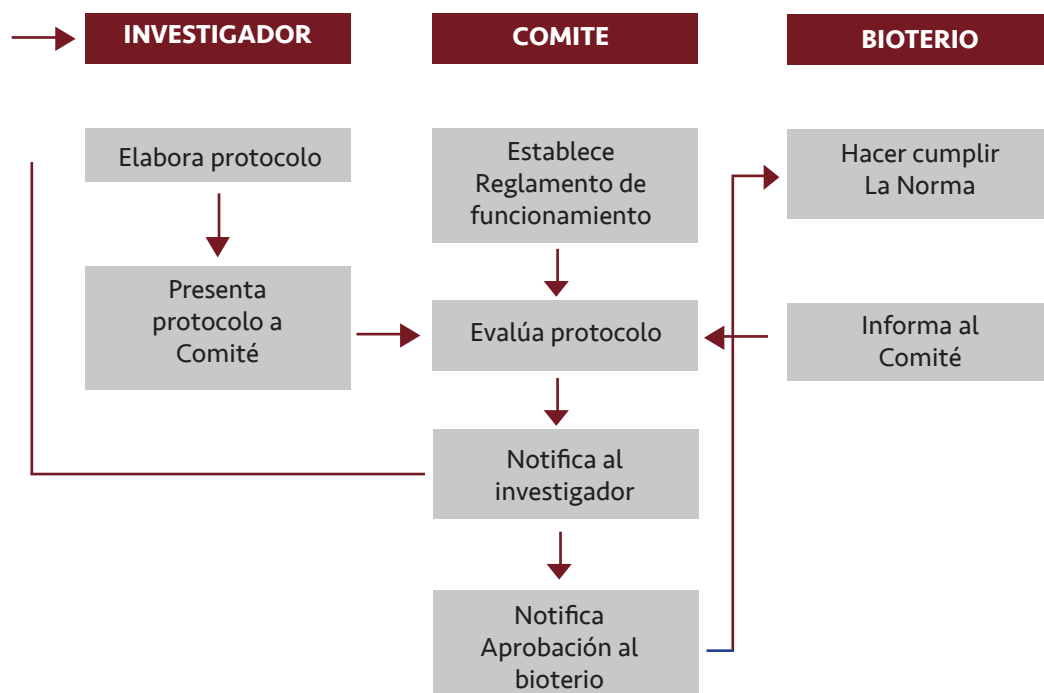 INVESTIGADOR
COMITE
BIOTERIO
Elabora protocolo
Presenta
protocolo a
Comité
Establece
Reglamento de
funcionamiento
Evalúa protocolo
Notifica al
investigador
Notifica
Aprobación al
bioterio
Hacer cumplir
La Norma
Informa al
Comité